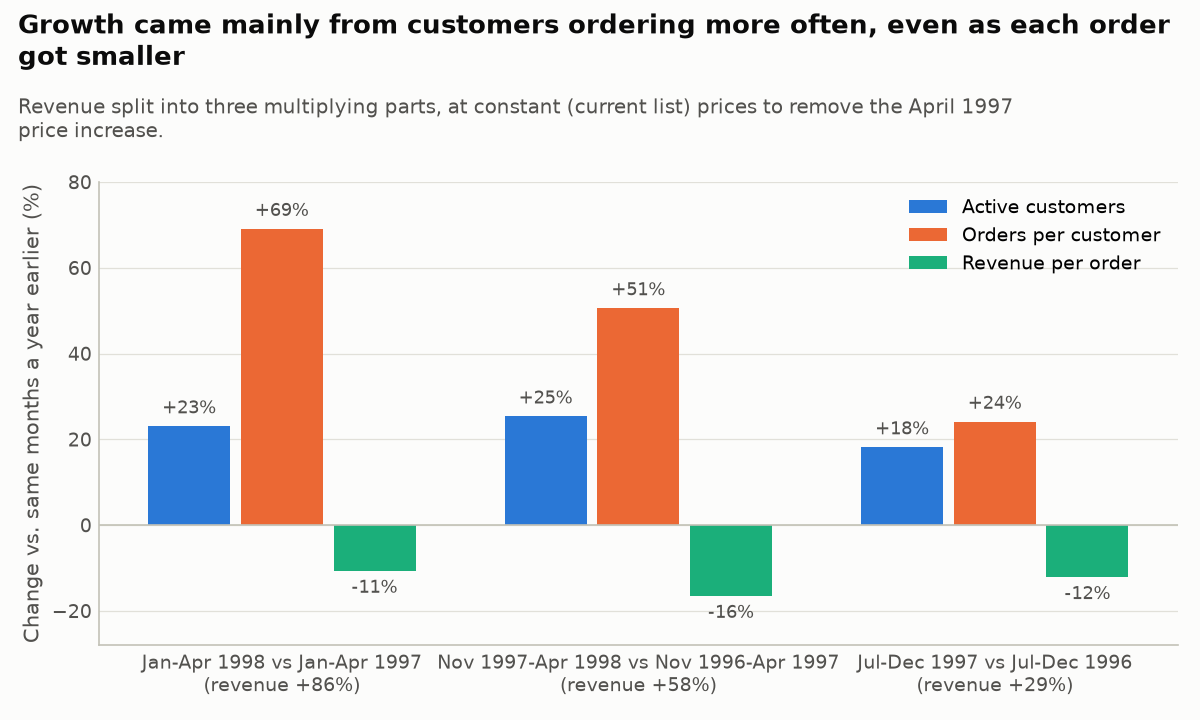 Growth came mainly from customers ordering more often, even as each order
got smaller
Revenue split into three multiplying parts, at constant (current list) prices to remove the April 1997
price increase.
Change vs. same months a year earlier (%)
80
60
40
20
0
−20
Active customers
Orders per customer
Revenue per order
+23%
+69%
-11%
+25%
+51%
-16%
+18%
+24%
-12%
Jan-Apr 1998 vs Jan-Apr 1997
(revenue +86%)
Nov 1997-Apr 1998 vs Nov 1996-Apr 1997
(revenue +58%)
Jul-Dec 1997 vs Jul-Dec 1996
(revenue +29%)